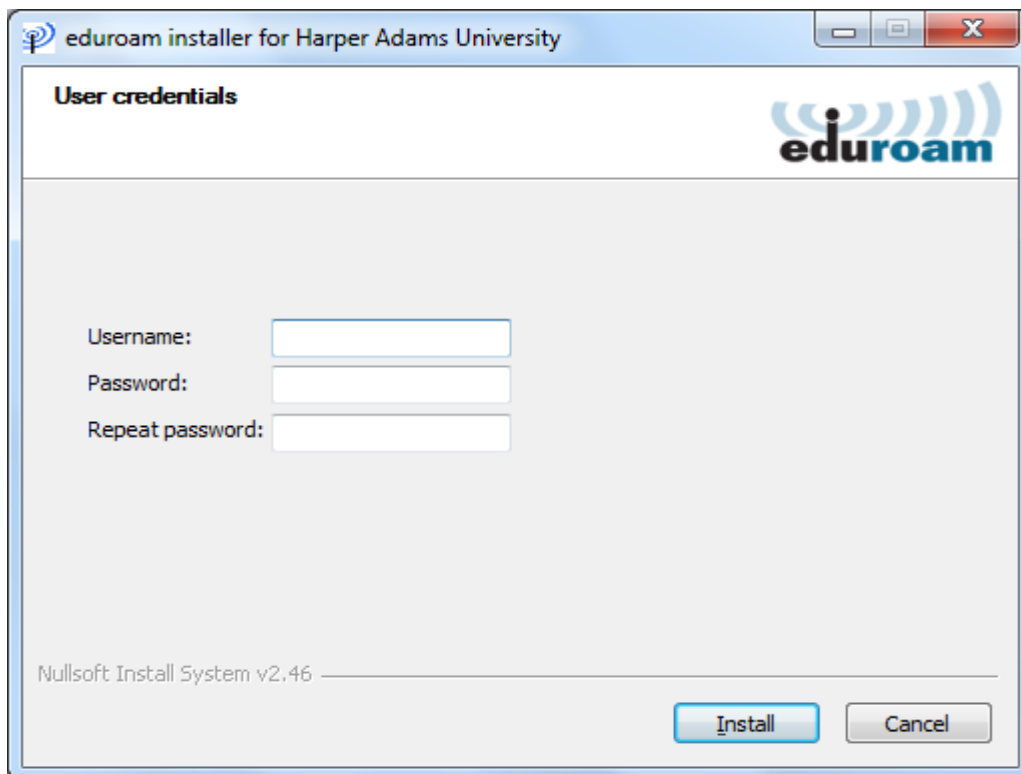 eduroam installer for Harper Adams University
User credentials
eduroam
Username:
Password:
Repeat password:
Nullsoft Install System v2.46
Install
Cancel